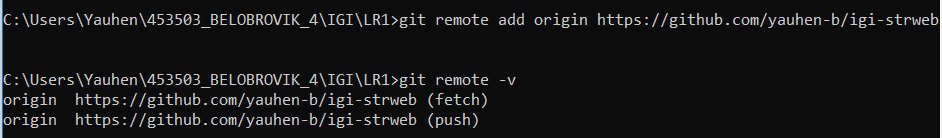 C:\Users\Yauhen\453503_BELOBROVIK_4\IGI\LR1>git remote add origin https://github.com/yauhen-b/igi-strweb
C:\Users\Yauhen\453503_BELOBROVIK_4\IGI\LR1>git remote -v
origin  https://github.com/yauhen-b/igi-strweb (fetch)
origin  https://github.com/yauhen-b/igi-strweb (push)